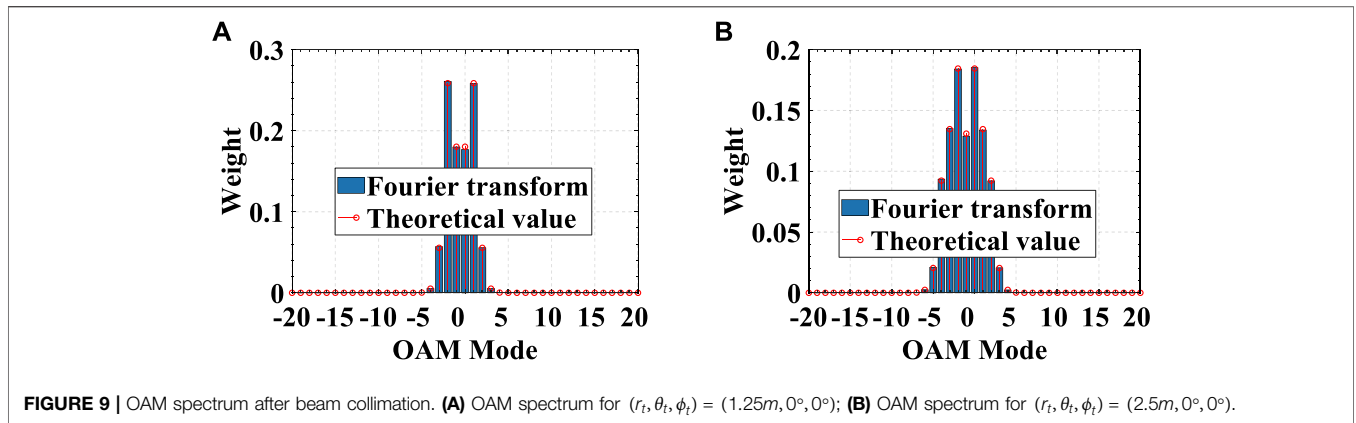 A
0.3
0.2
0.1
0
Weight
Fourier transform
Theoretical value
-20 -15 -10 -5 0 5 10 15 20
OAM Mode
B
0.2
0.15
0.1
0.05
0
Weight
Fourier transform
Theoretical value
-20 -15 -10 -5 0 5 10 15 20
OAM Mode
FIGURE 9 | OAM spectrum after beam collimation. (A) OAM spectrum for (r_t, θ_t, ϕ_t) = (1.25m, 0°, 0°); (B) OAM spectrum for (r_t, θ_t, ϕ_t) = (2.5m, 0°, 0°).